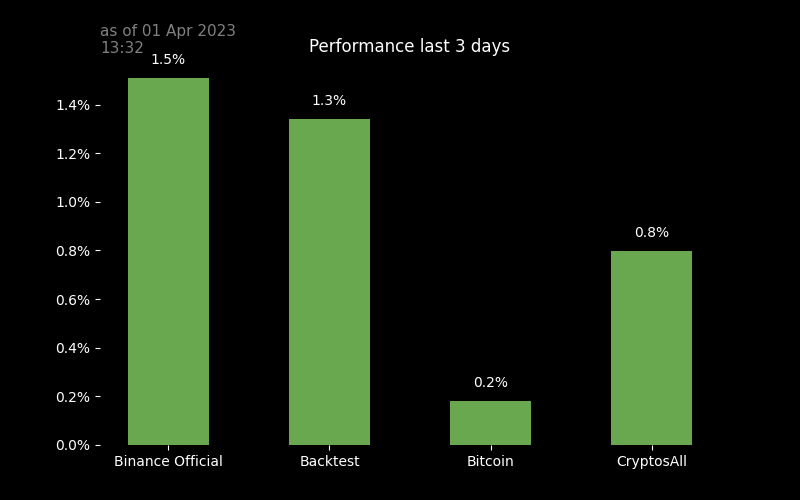 as of 01 Apr 2023
13:32
Performance last 3 days
1.5%
1.3%
0.2%
0.8%
1.4%
1.2%
1.0%
0.8%
0.6%
0.4%
0.2%
0.0%
Binance Official
Backtest
Bitcoin
CryptosAll